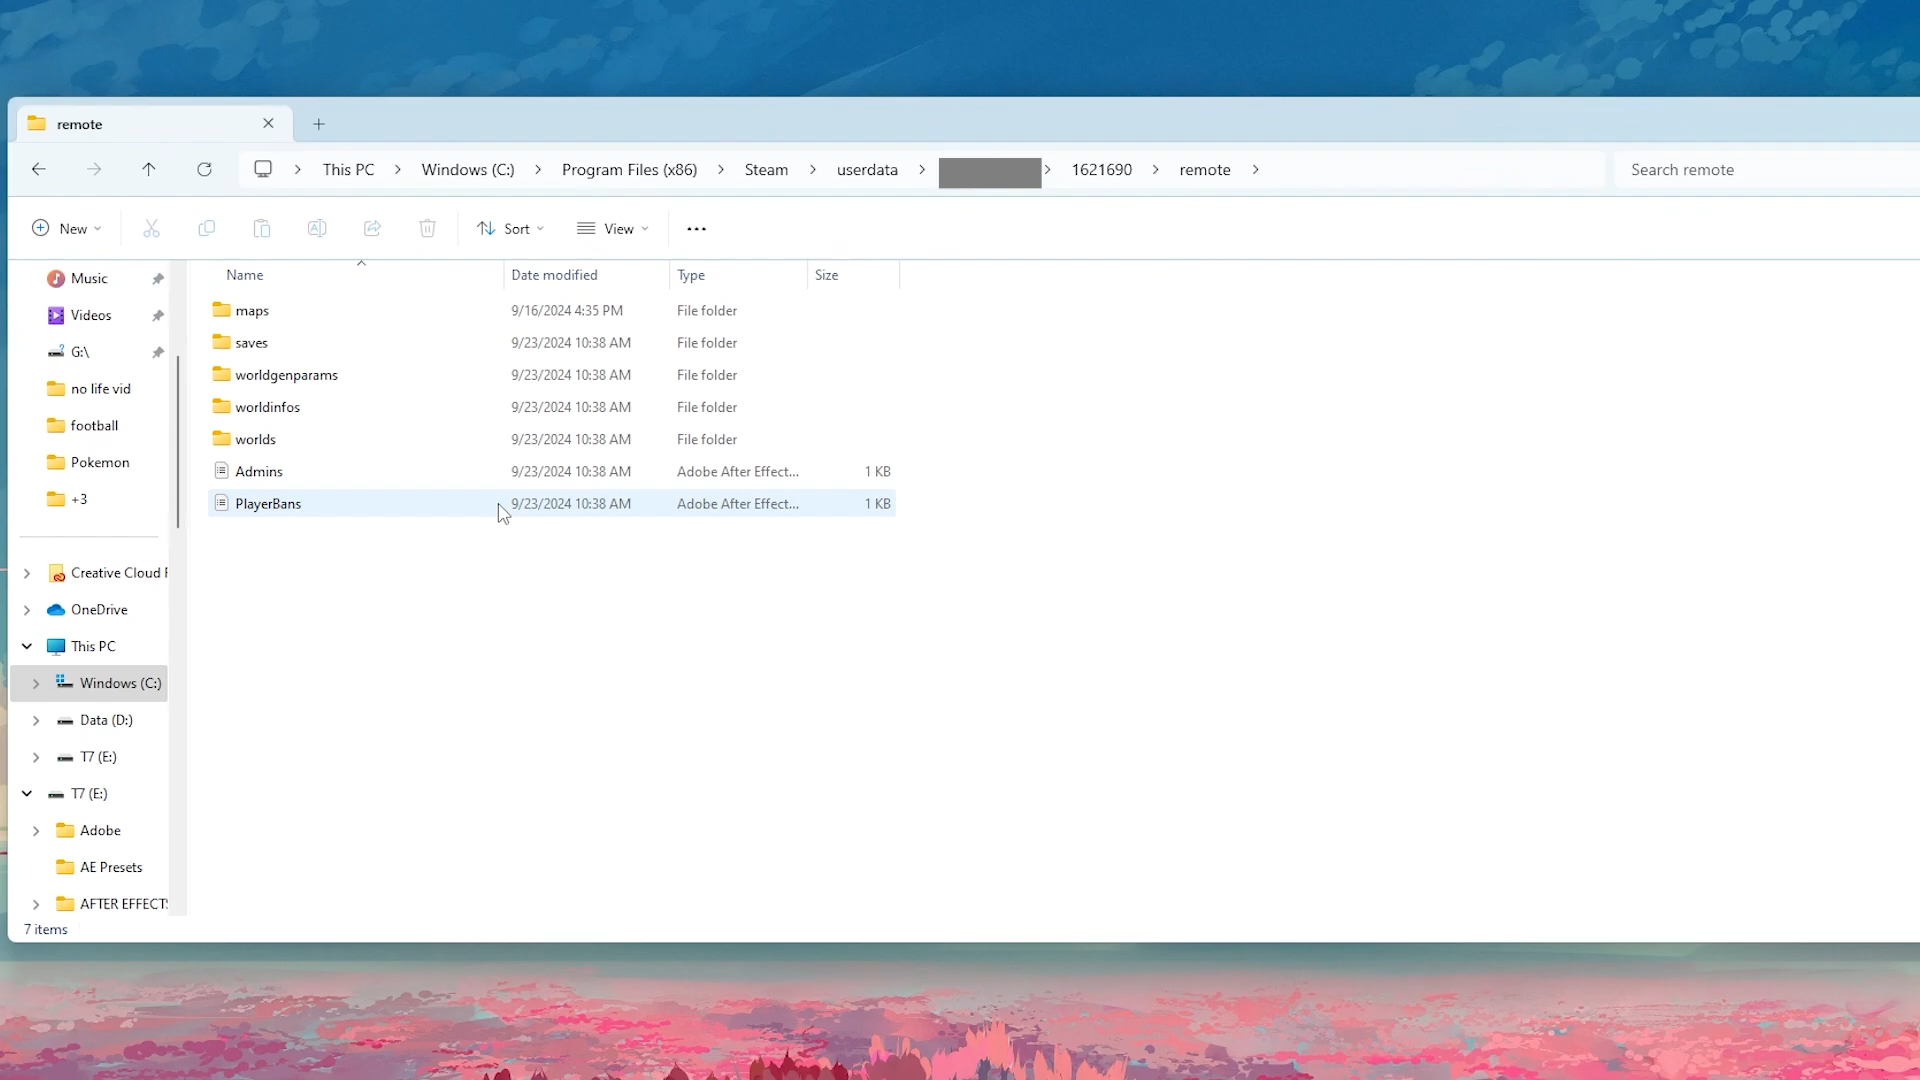 remote
This PC > Windows (C:) > Program Files (x86) > Steam > userdata > > 1621690 > remote >
Search remote
New
Sort
View
Name Date modified Type Size
Music
Videos
G:\
no life vid
football
Pokemon
+3
Creative Cloud F
OneDrive
This PC
Windows (C:)
Data (D:)
T7 (E:)
T7 (E:)
Adobe
AE Presets
AFTER EFFECTS
maps 9/16/2024 4:35 PM File folder
saves 9/23/2024 10:38 AM File folder
worldgenparams 9/23/2024 10:38 AM File folder
worldinfos 9/23/2024 10:38 AM File folder
worlds 9/23/2024 10:38 AM File folder
Admins 9/23/2024 10:38 AM Adobe After Effect... 1 KB
PlayerBans 9/23/2024 10:38 AM Adobe After Effect... 1 KB
7 items